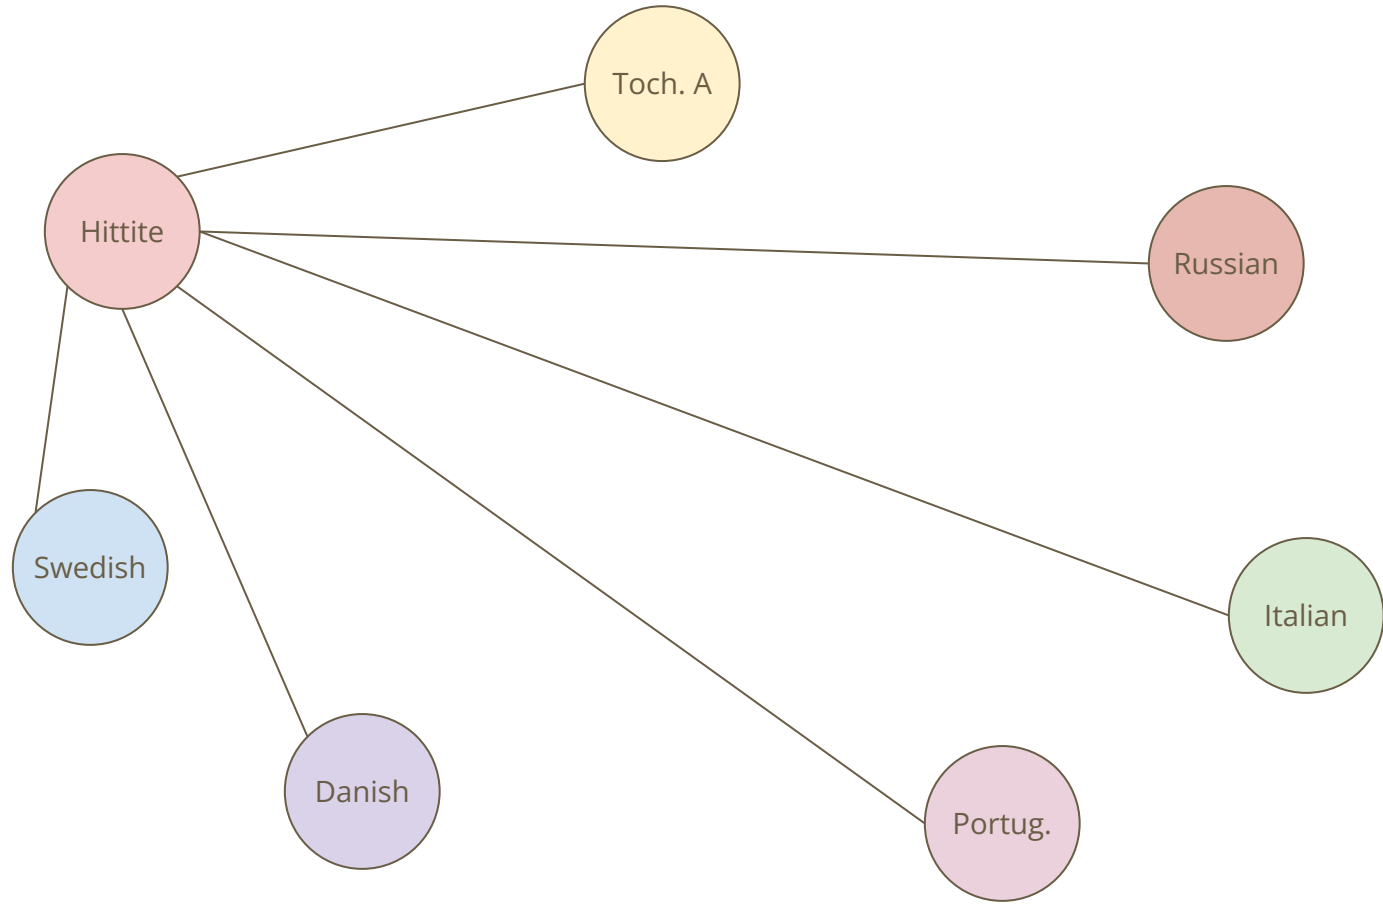 Toch. A
Hittite
Russian
Swedish
Italian
Danish
Portug.